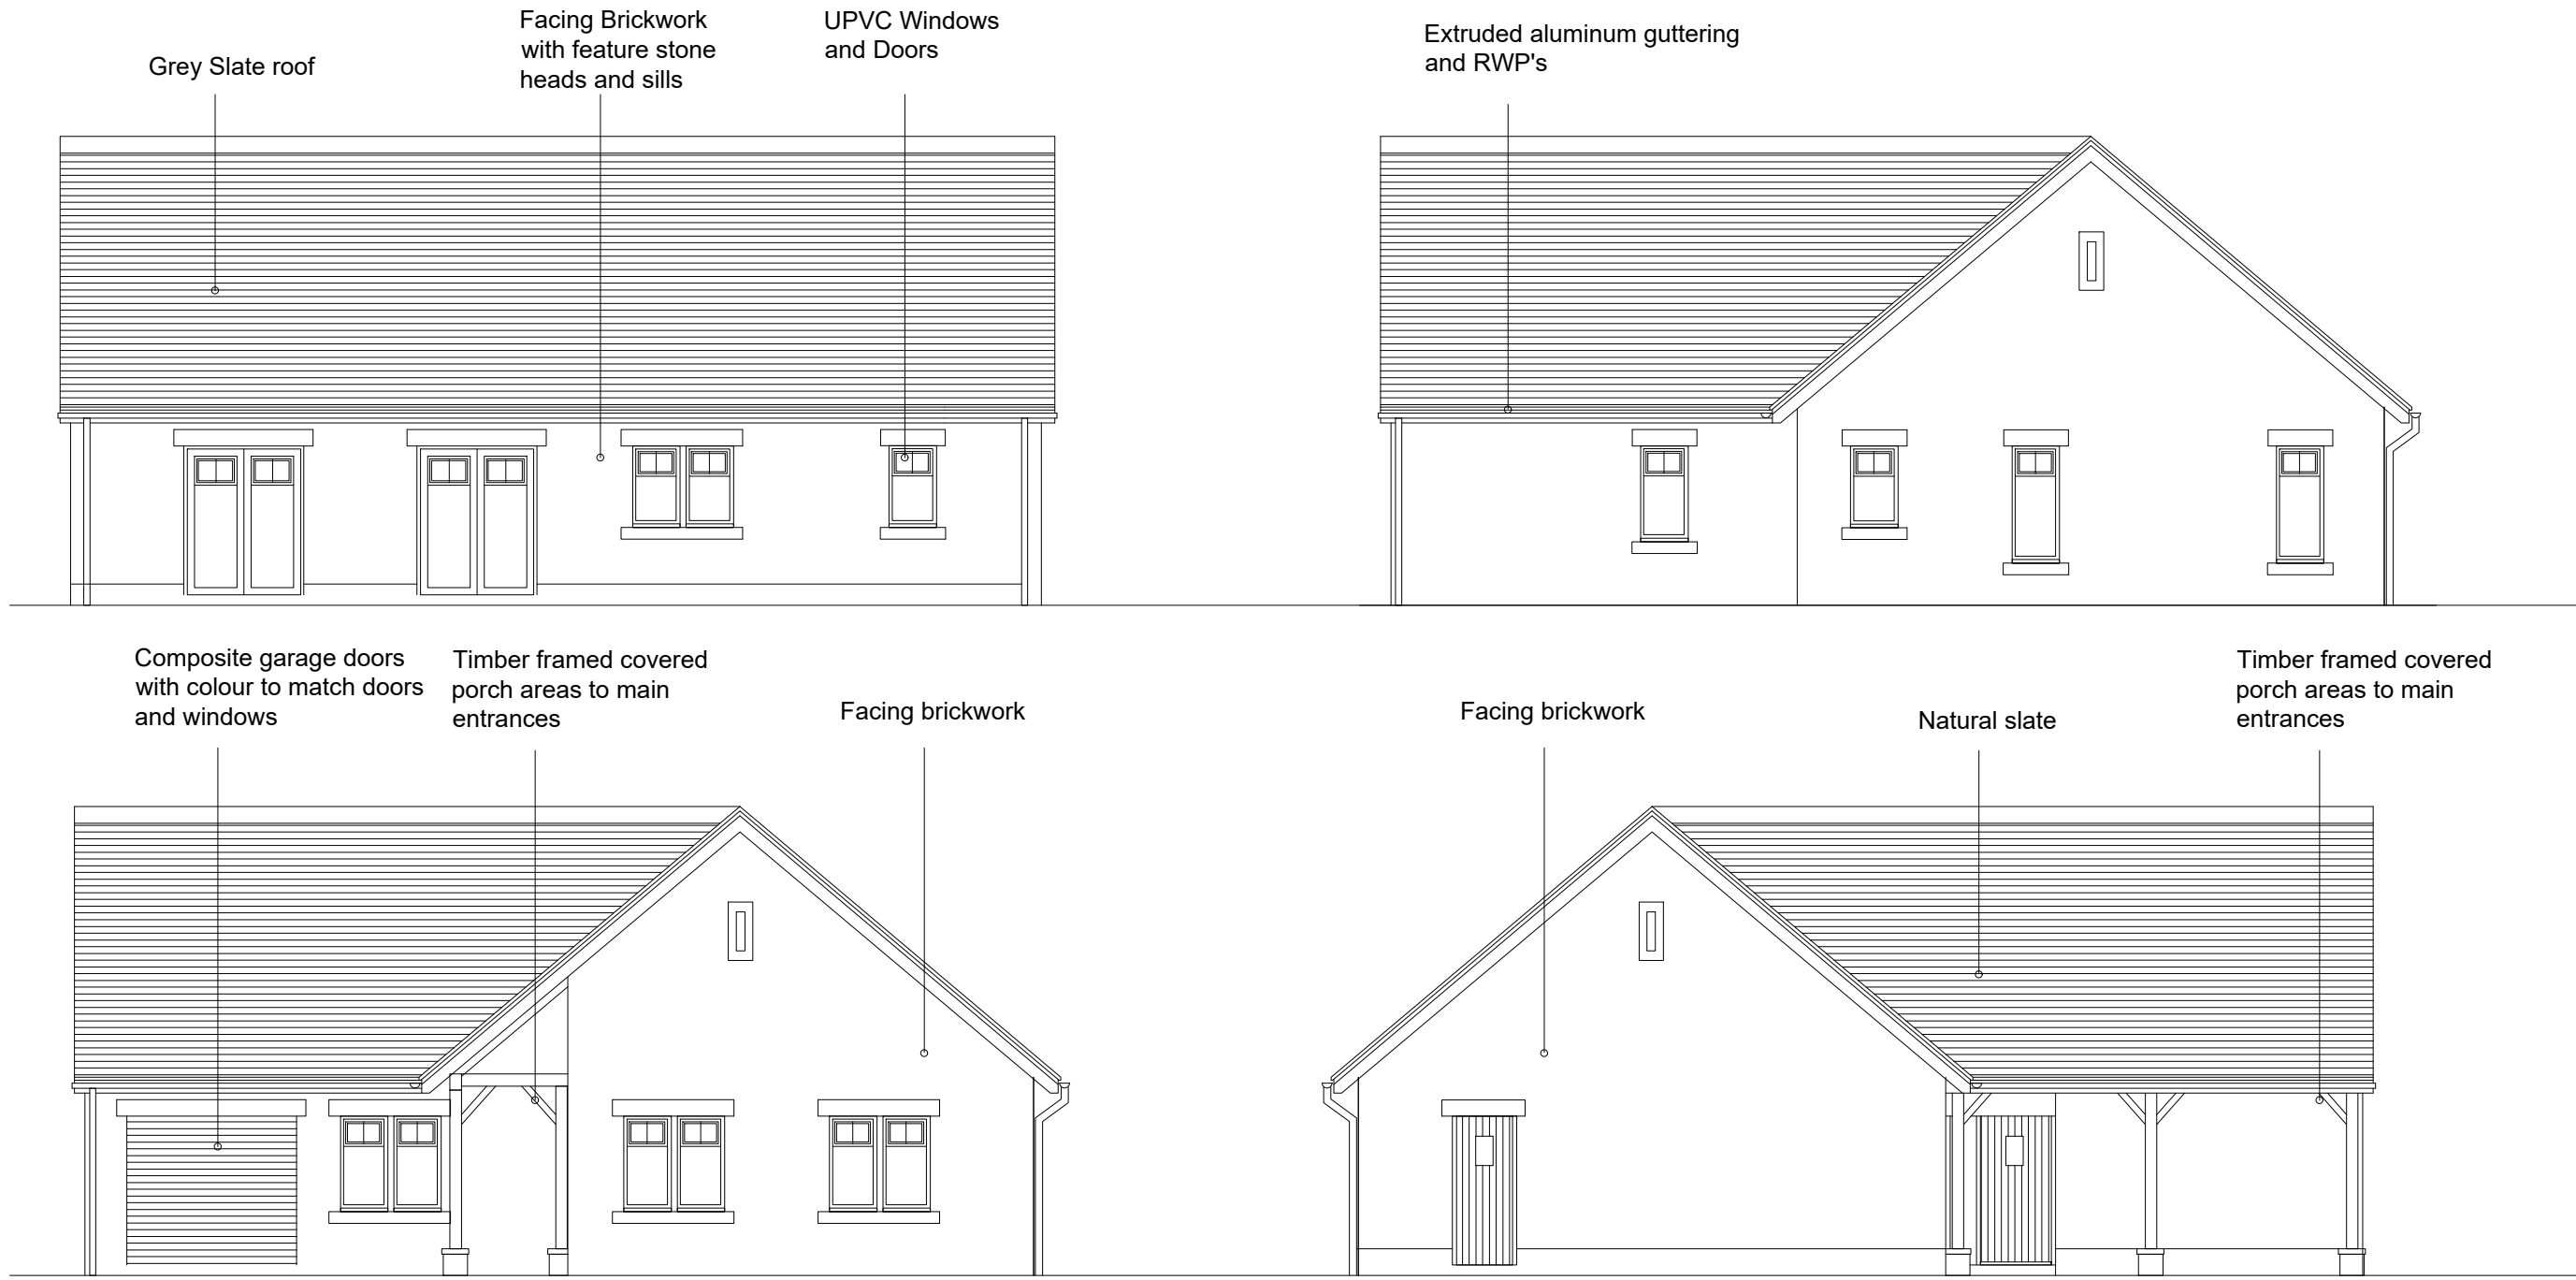 Grey Slate roof
Facing Brickwork
with feature stone
heads and sills
UPVC Windows
and Doors
Extruded aluminum guttering
and RWP's
Composite garage doors
with colour to match doors
and windows
Timber framed covered
porch areas to main
entrances
Facing brickwork
Facing brickwork
Natural slate
Timber framed covered
porch areas to main
entrances